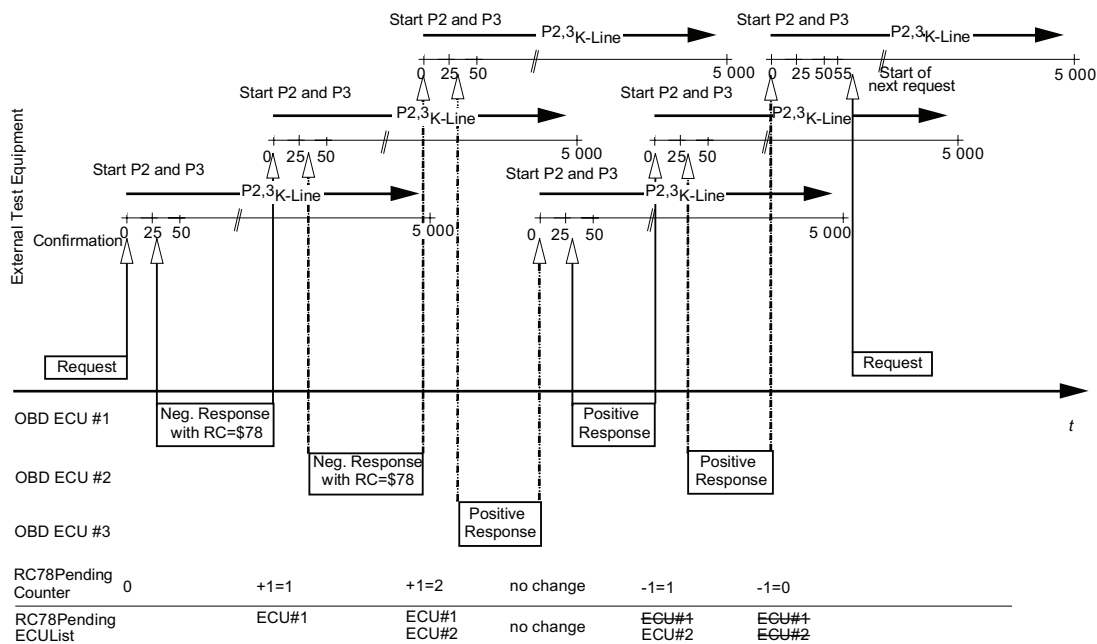 Start P2 and P3
P2,3K-Line
0 25 50 5 000
Start P2 and P3
P2,3K-Line
0 25 50 55 5 000
Start of
next request
Start P2 and P3
P2,3K-Line
0 25 50 5 000
Start P2 and P3
P2,3K-Line
0 25 50 5 000
Start P2 and P3
P2,3K-Line
0 25 50 5 000
Start P2 and P3
P2,3K-Line
0 25 50 5 000
External Test Equipment
Confirmation
Request
Request
t
OBD ECU #1
Neg. Response
with RC=$78
Positive
Response
OBD ECU #2
Neg. Response
with RC=$78
Positive
Response
OBD ECU #3
Positive
Response
RC78Pending
Counter
0 +1=1 +1=2 no change -1=1 -1=0
RC78Pending
ECUList
ECU#1 ECU#1 no change ECU#1 ECU#1
ECU#2 ECU#2 ECU#2